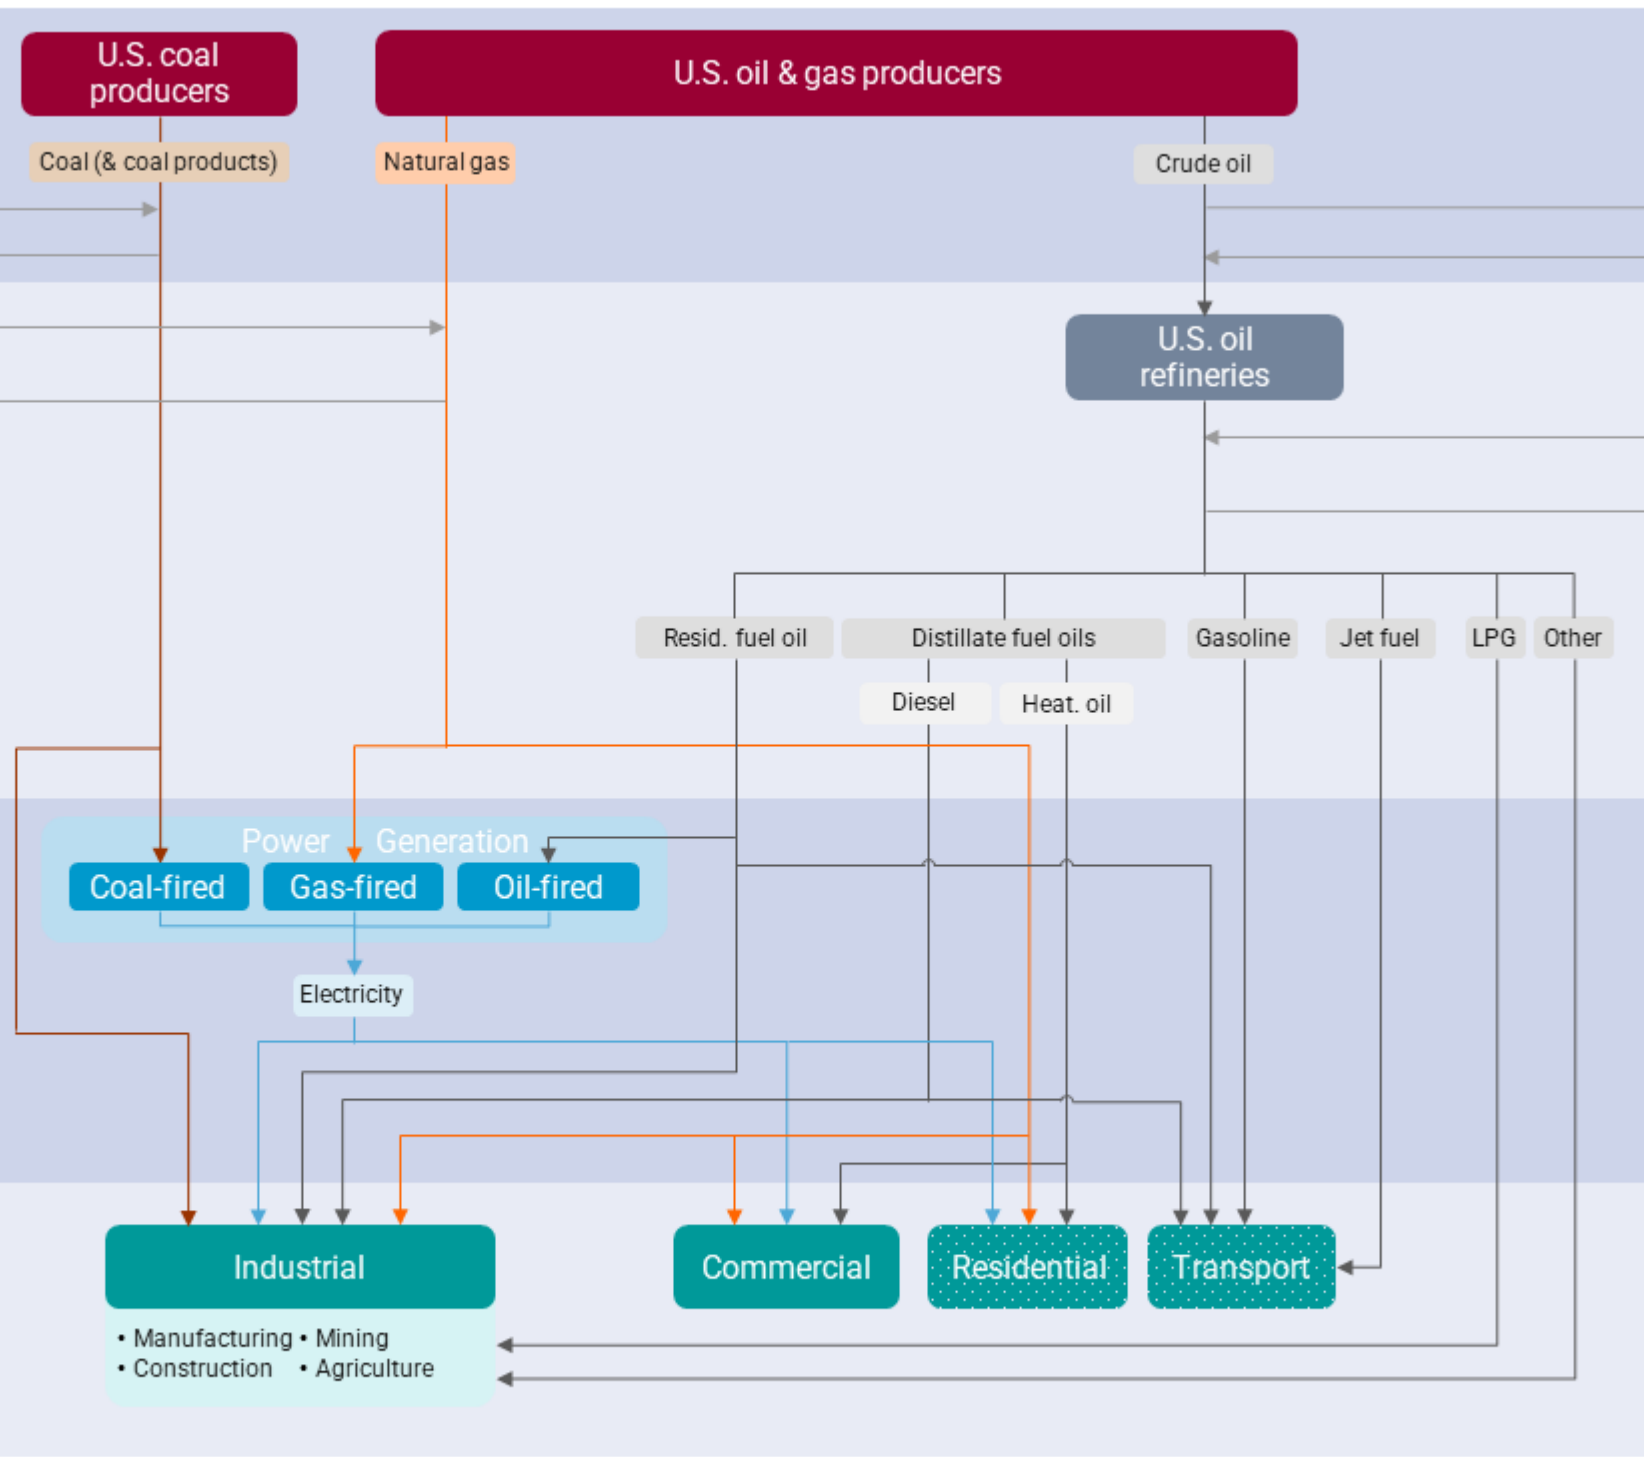 U.S. coal
producers
U.S. oil & gas producers
Coal (& coal products)
Natural gas
Crude oil
U.S. oil
refineries
Resid. fuel oil
Distillate fuel oils
Gasoline
Jet fuel
LPG
Other
Diesel
Heat. oil
Power Generation
Coal-fired
Gas-fired
Oil-fired
Electricity
Industrial
Commercial
Residential
Transport
• Manufacturing • Mining
• Construction • Agriculture